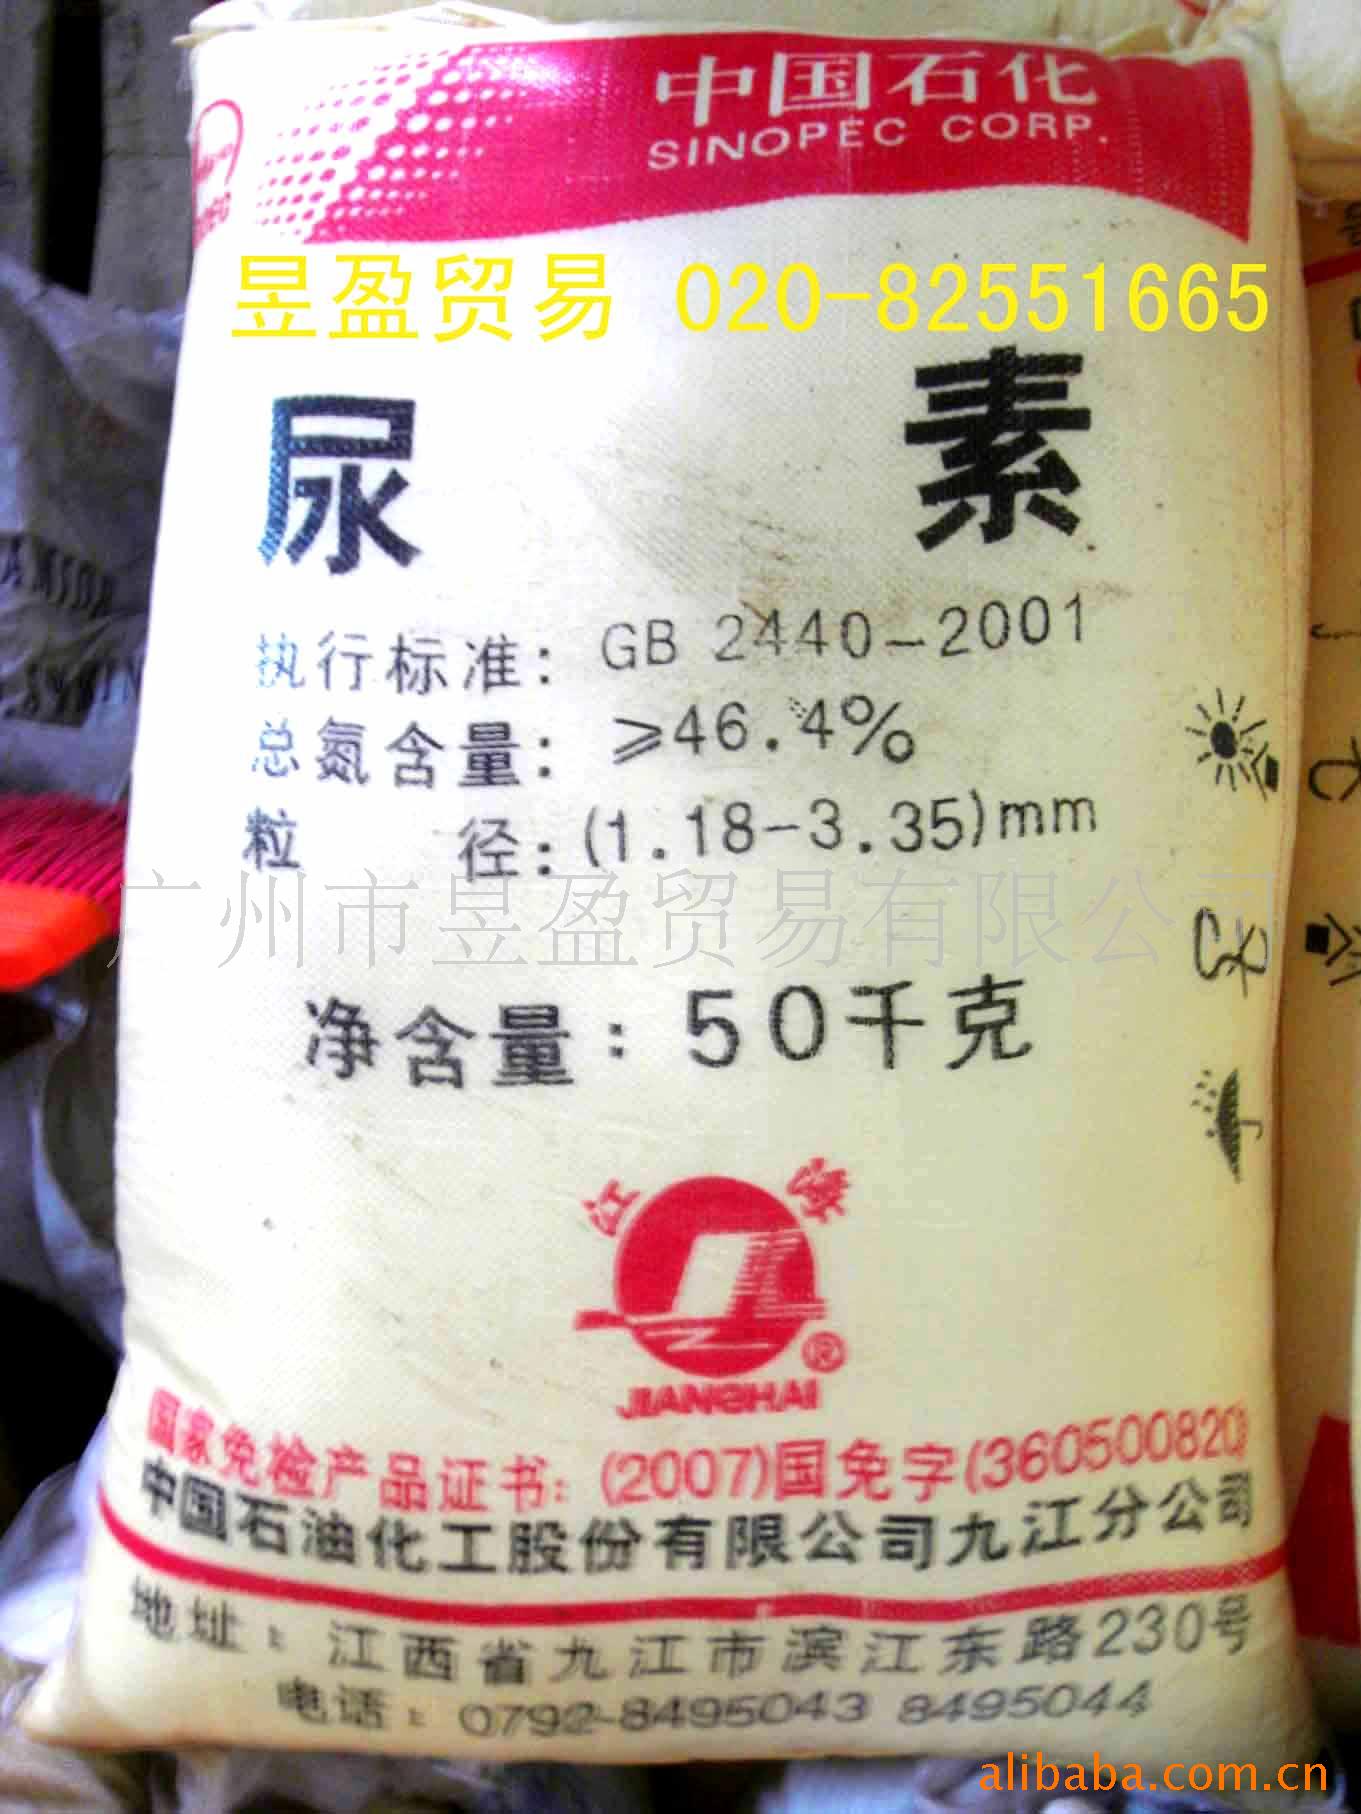 中国石化
SINOPEC CORP.
昱盈贸易 020-82551665
尿 素
执行标准: GB 2440-2001
总氮含量: ≥46.4%
粒 径: (1.18-3.35)mm
广州市昱盈贸易有限公司
净含量: 50千克
江 海
JIANGHAI
国家免检产品证书: (2007)国免字(360500820)
中国石油化工股份有限公司九江分公司
地址: 江西省九江市滨江东路230号
电话: 0792-8495043 8495044
alibaba.com.cn